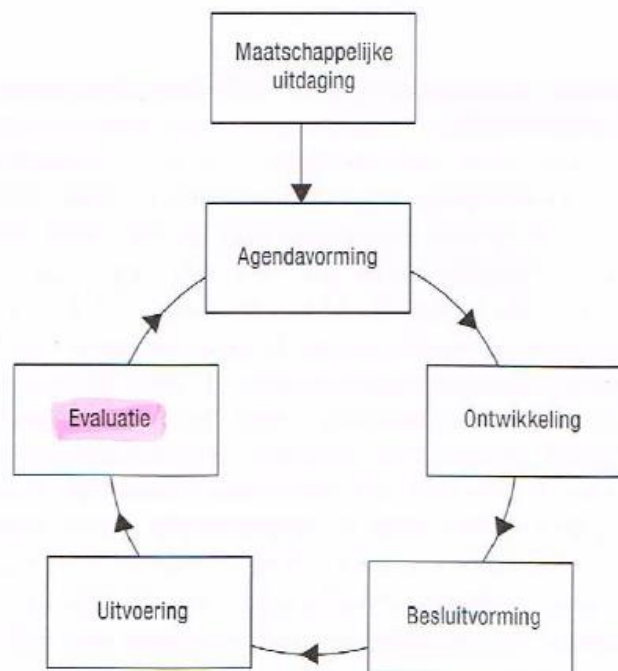 Maatschappelijke
uitdaging
Agendavorming
Evaluatie
Ontwikkeling
Uitvoering
Besluitvorming